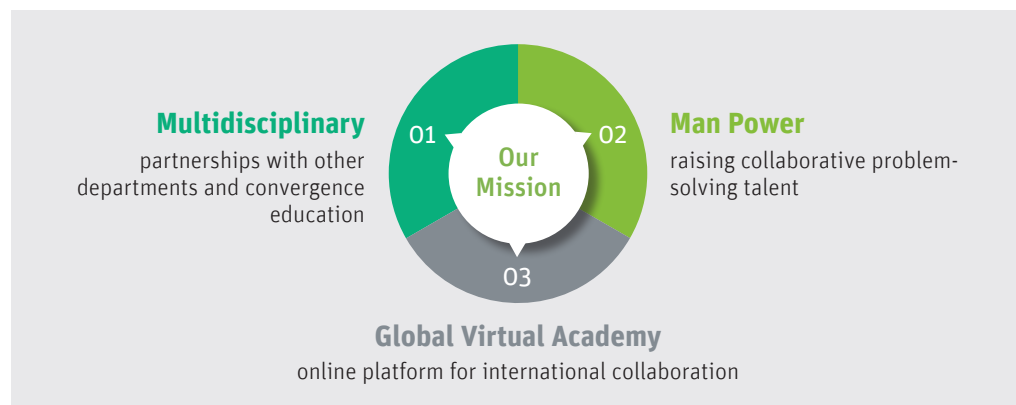 Our
Mission
01
Multidisciplinary
partnerships with other
departments and convergence
education
02
Man Power
raising collaborative problem-
solving talent
03
Global Virtual Academy
online platform for international collaboration